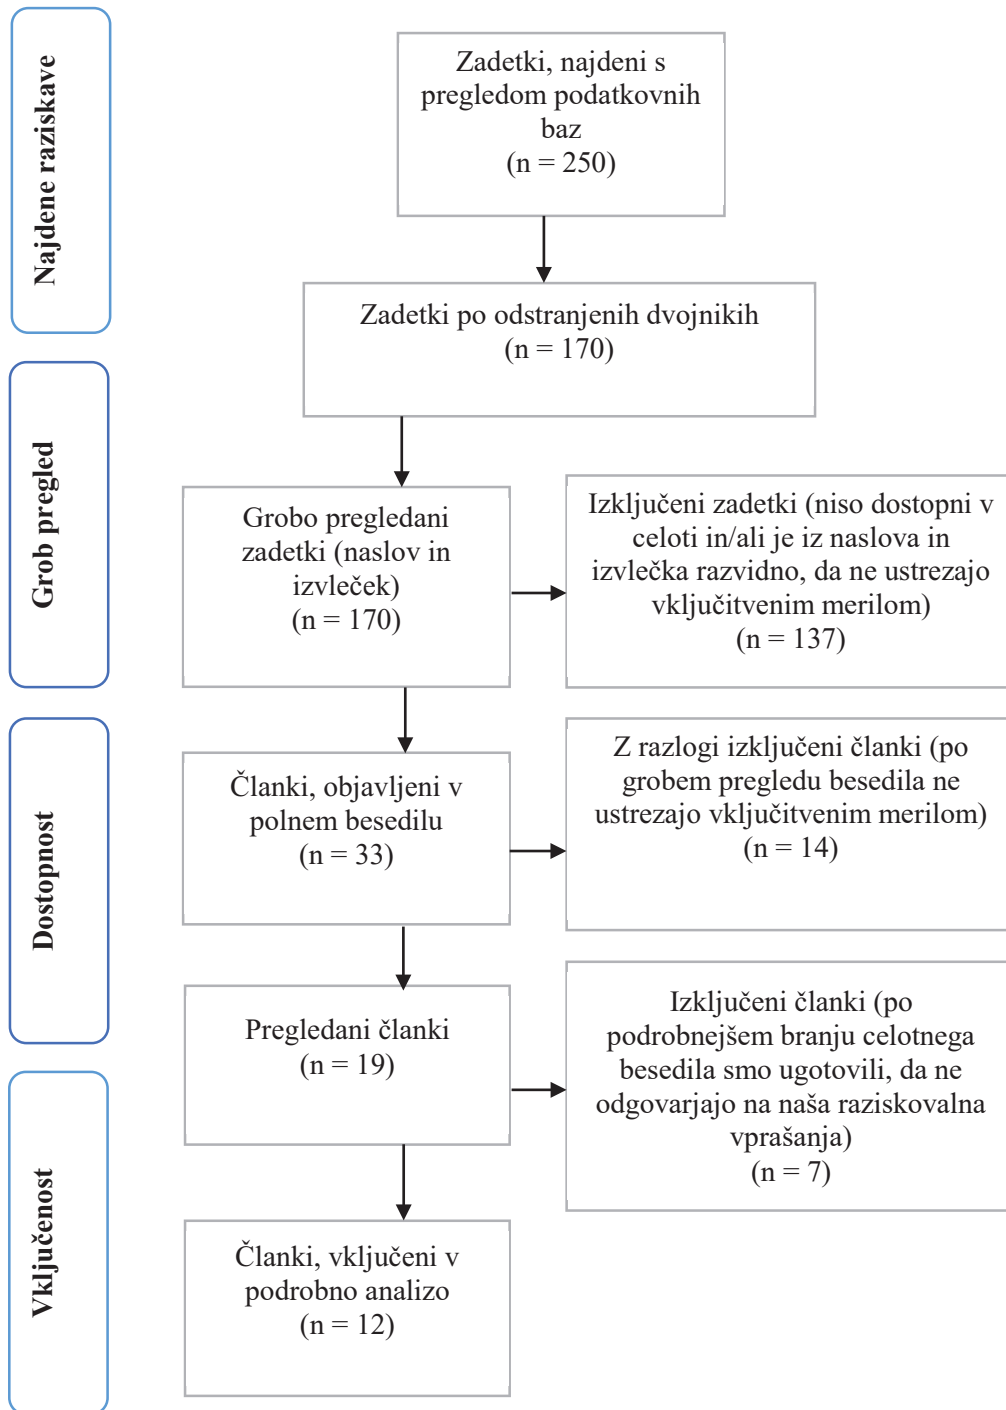 Najdene raziskave
Zadetki, najdeni s
pregledom podatkovnih
baz
(n = 250)
Zadetki po odstranjenih dvojnikih
(n = 170)
Grob pregled
Grobo pregledani
zadetki (naslov in
izvleček)
(n = 170)
Izključeni zadetki (niso dostopni v
celoti in/ali je iz naslova in
izvlečka razvidno, da ne ustrezajo
vključitvenim merilom)
(n = 137)
Dostopnost
Članki, objavljeni v
polnem besedilu
(n = 33)
Z razlogi izključeni članki (po
grobem pregledu besedila ne
ustrezajo vključitvenim merilom)
(n = 14)
Pregledani članki
(n = 19)
Izključeni članki (po
podrobnejšem branju celotnega
besedila smo ugotovili, da ne
odgovarjajo na naša raziskovalna
vprašanja)
(n = 7)
Vključenost
Članki, vključeni v
podrobno analizo
(n = 12)